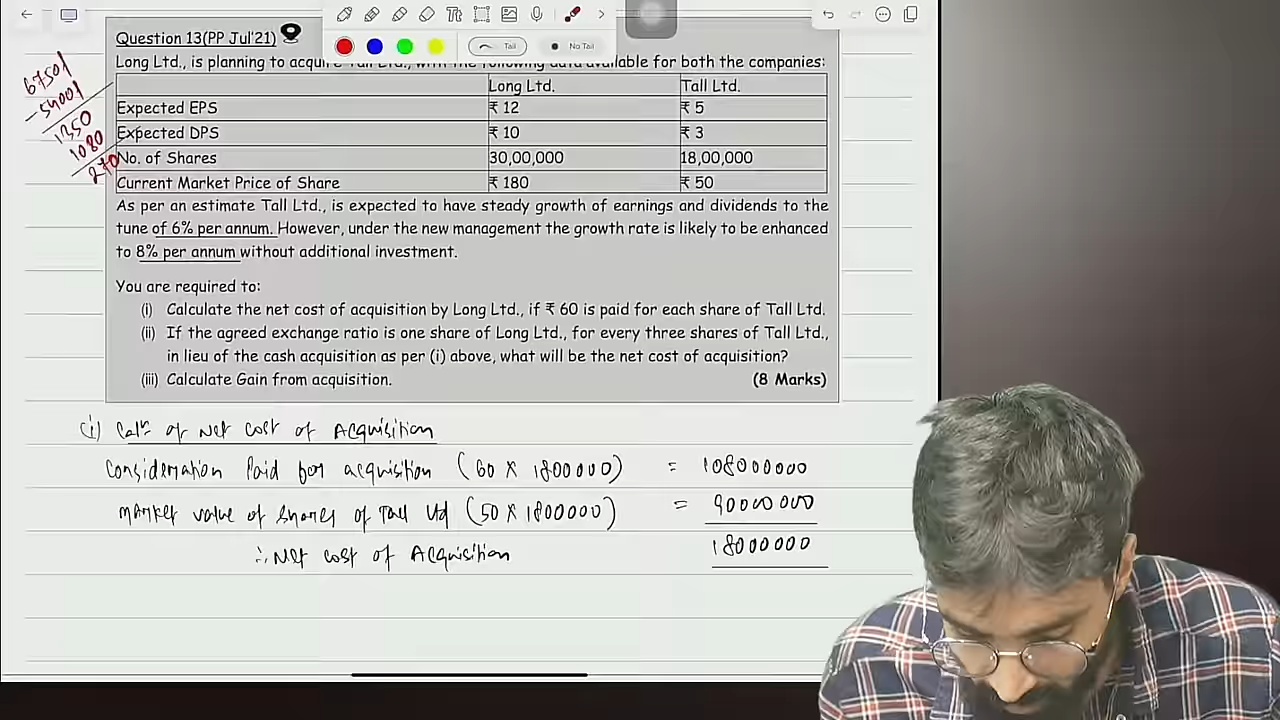 Tt
Tail
No Tail
Question 13(PP Jul'21)
Long Ltd., is planning to acquire Tall Ltd., with the following data available for both the companies:
Long Ltd. Tall Ltd.
Expected EPS ₹ 12 ₹ 5
Expected DPS ₹ 10 ₹ 3
No. of Shares 30,00,000 18,00,000
Current Market Price of Share ₹ 180 ₹ 50
As per an estimate Tall Ltd., is expected to have steady growth of earnings and dividends to the
tune of 6% per annum. However, under the new management the growth rate is likely to be enhanced
to 8% per annum without additional investment.
You are required to:
(i) Calculate the net cost of acquisition by Long Ltd., if ₹ 60 is paid for each share of Tall Ltd.
(ii) If the agreed exchange ratio is one share of Long Ltd., for every three shares of Tall Ltd.,
in lieu of the cash acquisition as per (i) above, what will be the net cost of acquisition?
(iii) Calculate Gain from acquisition. (8 Marks)
6750/
-5400/
1350
1080
270
(i) Calⁿ of Net Cost of Acquisition
Consideration Paid for acquisition (60 X 1800000) = 108000000
Market value of shares of Tall Ltd (50 X 1800000) = 90000000
∴ Net cost of Acquisition 18000000